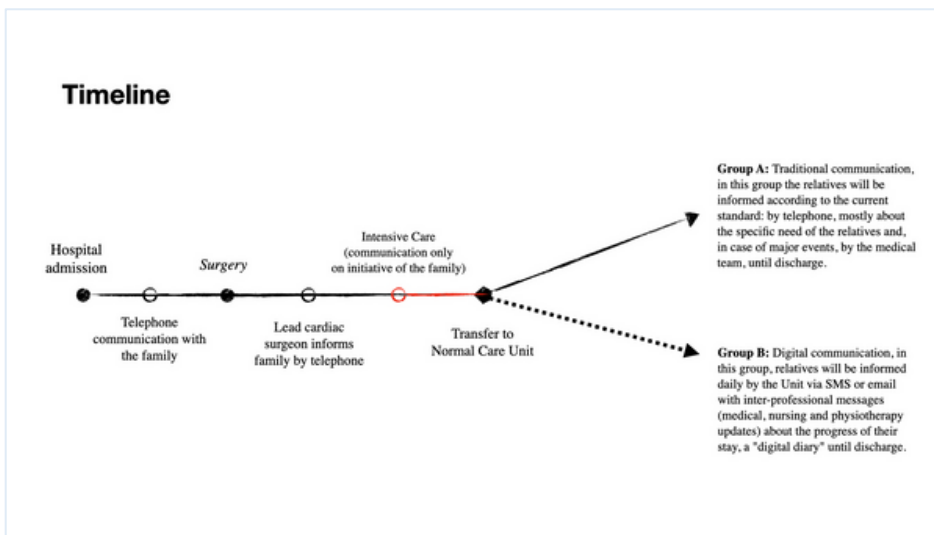 Timeline
Hospital
admission
Telephone
communication with
the family
Surgery
Lead cardiac
surgeon informs
family by telephone
Intensive Care
(communication only
on initiative of the family)
Transfer to
Normal Care Unit
Group A: Traditional communication,
in this group the relatives will be
informed according to the current
standard: by telephone, mostly about
the specific need of the relatives and,
in case of major events, by the medical
team, until discharge.
Group B: Digital communication, in
this group, relatives will be informed
daily by the Unit via SMS or email
with inter-professional messages
(medical, nursing and physiotherapy
updates) about the progress of their
stay, a "digital diary" until discharge.